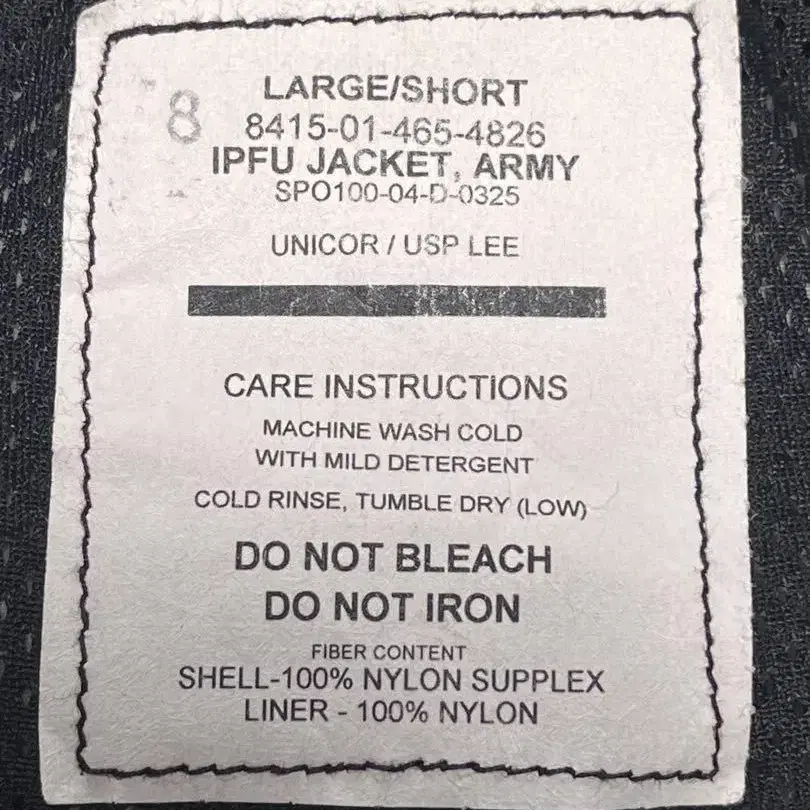 LARGE/SHORT
8
8415-01-465-4826
IPFU JACKET, ARMY
SPO100-04-D-0325
UNICOR / USP LEE
CARE INSTRUCTIONS
MACHINE WASH COLD
WITH MILD DETERGENT
COLD RINSE, TUMBLE DRY (LOW)
DO NOT BLEACH
DO NOT IRON
FIBER CONTENT
SHELL-100% NYLON SUPPLEX
LINER - 100% NYLON